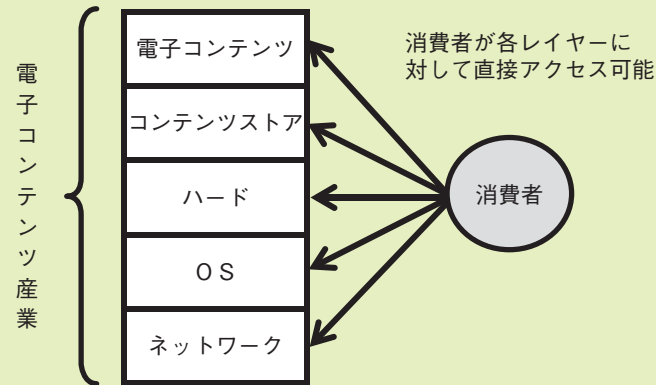 電子コンテンツ産業
電子コンテンツ
コンテンツストア
ハード
ＯＳ
ネットワーク
消費者が各レイヤーに
対して直接アクセス可能
消費者